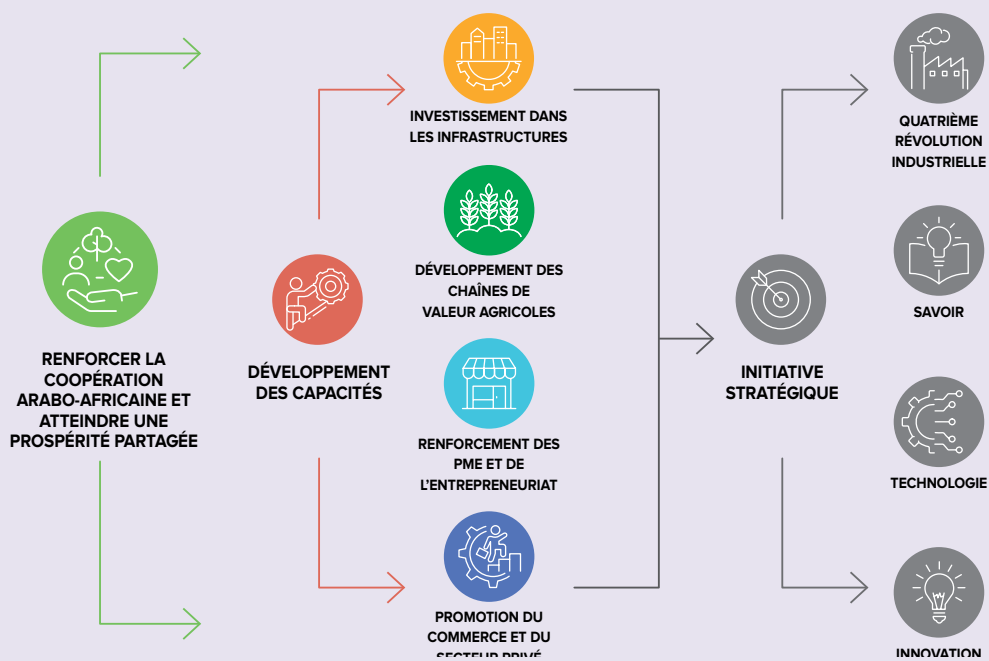 RENFORCER LA
COOPÉRATION
ARABO-AFRICAINE ET
ATTEINDRE UNE
PROSPÉRITÉ PARTAGÉE
DÉVELOPPEMENT
DES CAPACITÉS
INVESTISSEMENT DANS
LES INFRASTRUCTURES
DÉVELOPPEMENT DES
CHAÎNES DE
VALEUR AGRICOLES
RENFORCEMENT DES
PME ET DE
L'ENTREPRENEURIAT
PROMOTION DU
COMMERCE ET DU
SECTEUR PRIVÉ
INITIATIVE
STRATÉGIQUE
QUATRIÈME
RÉVOLUTION
INDUSTRIELLE
SAVOIR
TECHNOLOGIE
INNOVATION